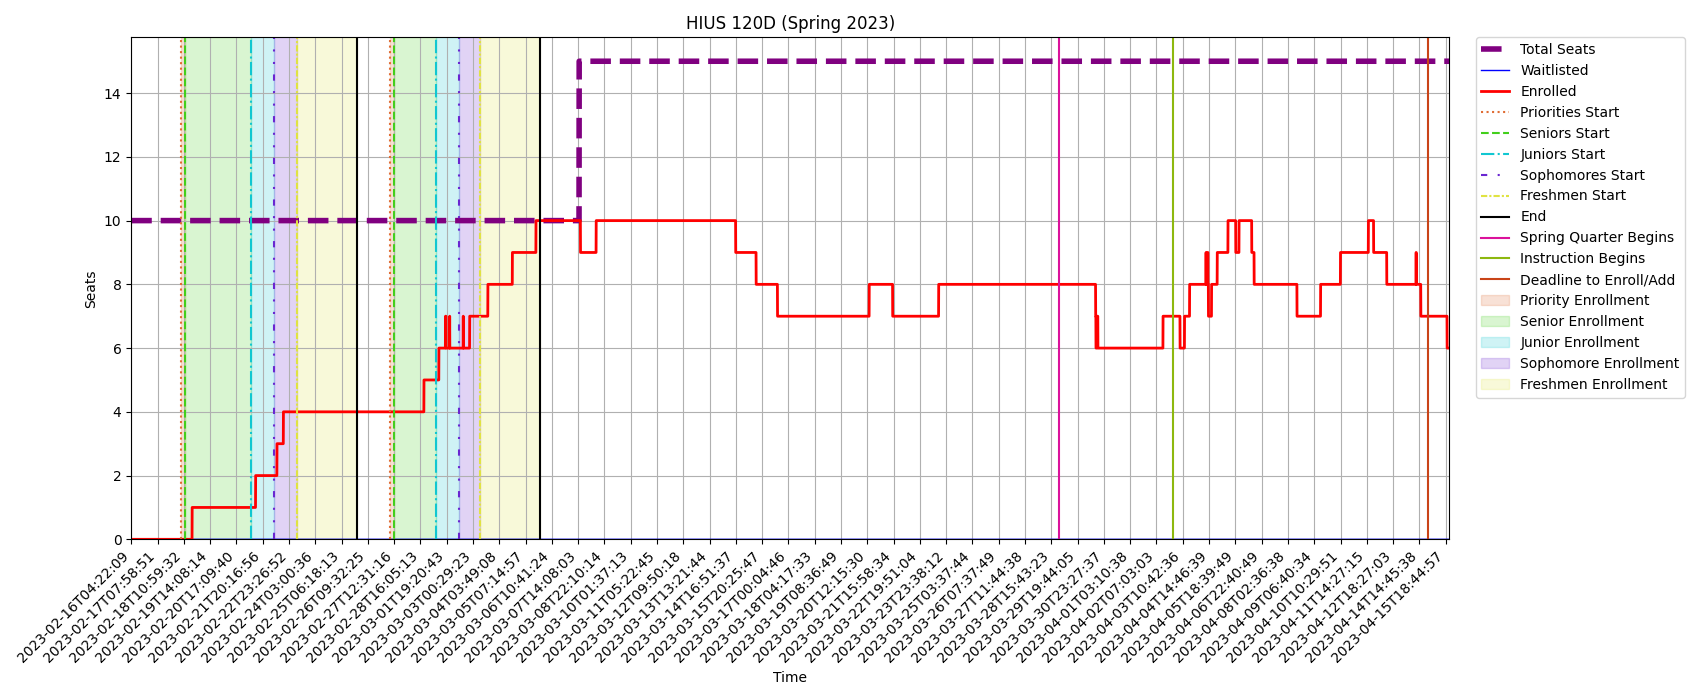 HIUS 120D (Spring 2023)
Seats
14
12
10
8
6
4
2
0
2023-02-16T04:22:09
2023-02-17T07:58:51
2023-02-18T10:59:32
2023-02-19T14:08:14
2023-02-20T17:09:40
2023-02-21T20:16:56
2023-02-22T23:26:52
2023-02-24T03:00:36
2023-02-25T06:18:13
2023-02-26T09:32:25
2023-02-27T12:31:16
2023-02-28T16:05:13
2023-03-01T19:20:43
2023-03-03T00:29:23
2023-03-04T03:49:08
2023-03-05T07:14:57
2023-03-06T10:41:24
2023-03-07T14:08:03
2023-03-08T22:10:14
2023-03-10T01:37:13
2023-03-11T05:22:45
2023-03-12T09:50:18
2023-03-13T13:21:44
2023-03-14T16:51:37
2023-03-15T20:25:47
2023-03-17T00:04:46
2023-03-18T04:17:33
2023-03-19T08:36:49
2023-03-20T12:15:30
2023-03-21T15:58:34
2023-03-22T19:51:04
2023-03-23T23:38:12
2023-03-25T03:37:44
2023-03-26T07:37:49
2023-03-27T11:44:38
2023-03-28T15:43:23
2023-03-29T19:44:05
2023-03-30T23:27:37
2023-04-01T03:10:38
2023-04-02T07:03:03
2023-04-03T10:42:36
2023-04-04T14:46:39
2023-04-05T18:39:49
2023-04-06T22:40:49
2023-04-08T02:36:38
2023-04-09T06:40:34
2023-04-10T10:29:51
2023-04-11T14:27:15
2023-04-12T18:27:03
2023-04-14T14:45:38
2023-04-15T18:44:57
Time
Total Seats
Waitlisted
Enrolled
Priorities Start
Seniors Start
Juniors Start
Sophomores Start
Freshmen Start
End
Spring Quarter Begins
Instruction Begins
Deadline to Enroll/Add
Priority Enrollment
Senior Enrollment
Junior Enrollment
Sophomore Enrollment
Freshmen Enrollment